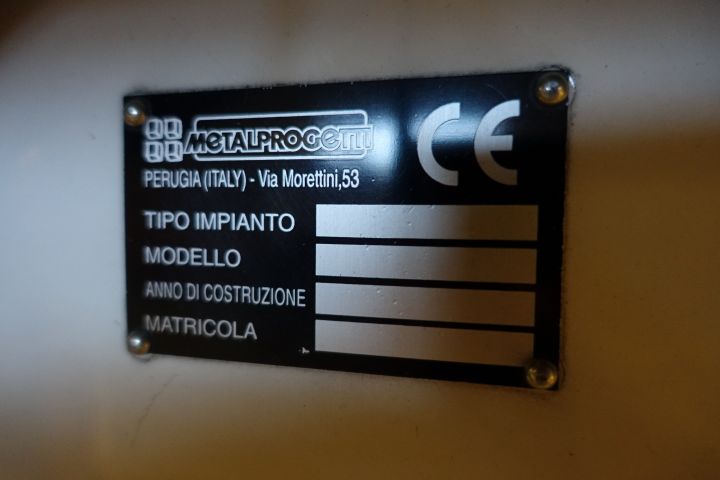 METALPROGETTI
CE
PERUGIA (ITALY) - Via Morettini,53
TIPO IMPIANTO
MODELLO
ANNO DI COSTRUZIONE
MATRICOLA